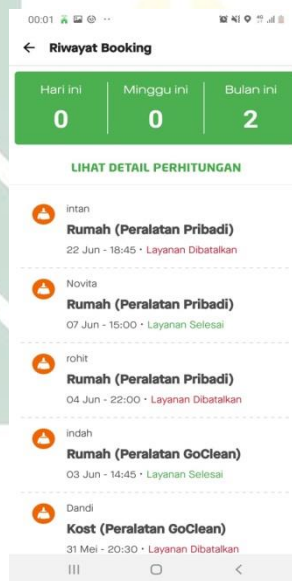 00:01
← Riwayat Booking
Hari ini Minggu ini Bulan ini
0 0 2
LIHAT DETAIL PERHITUNGAN
intan
Rumah (Peralatan Pribadi)
22 Jun - 18:45 • Layanan Dibatalkan
Novita
Rumah (Peralatan Pribadi)
07 Jun - 15:00 • Layanan Selesai
rohit
Rumah (Peralatan Pribadi)
04 Jun - 22:00 • Layanan Dibatalkan
indah
Rumah (Peralatan GoClean)
03 Jun - 14:45 • Layanan Selesai
Dandi
Kost (Peralatan GoClean)
31 Mei - 20:30 • Layanan Dibatalkan